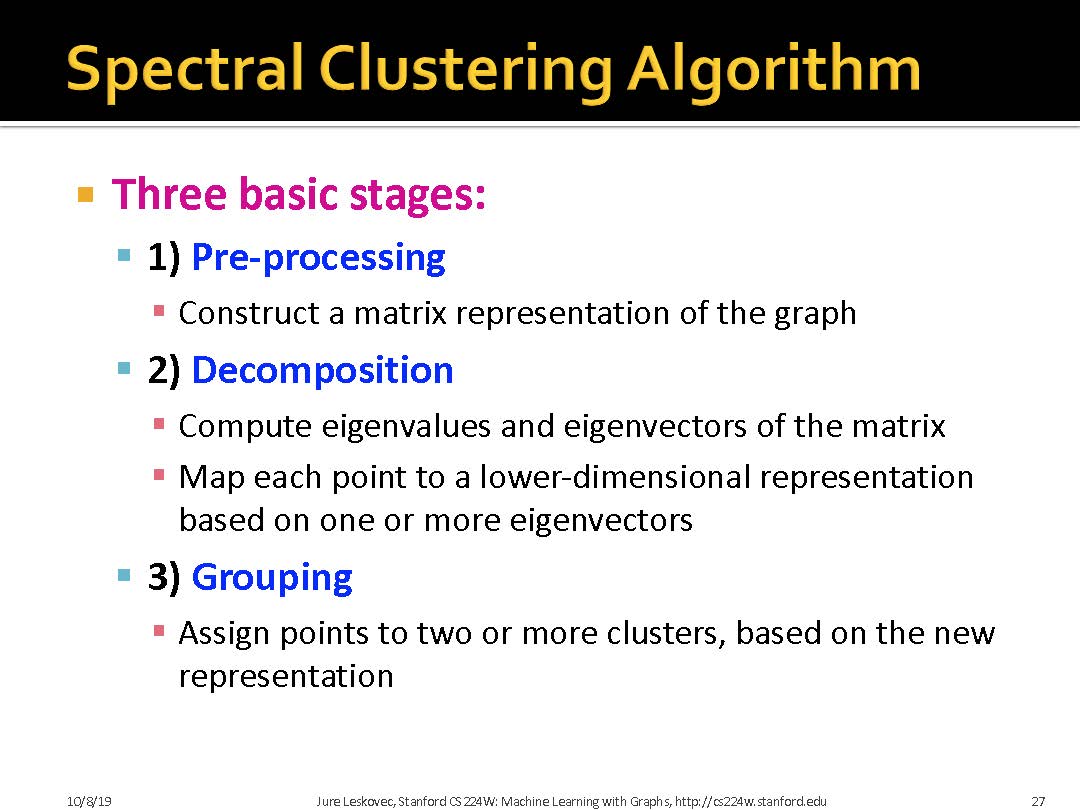 Spectral Clustering Algorithm
Three basic stages:
1) Pre-processing
Construct a matrix representation of the graph
2) Decomposition
Compute eigenvalues and eigenvectors of the matrix
Map each point to a lower-dimensional representation
based on one or more eigenvectors
3) Grouping
Assign points to two or more clusters, based on the new
representation
10/8/19
Jure Leskovec, Stanford CS224W: Machine Learning with Graphs, http://cs224w.stanford.edu
27